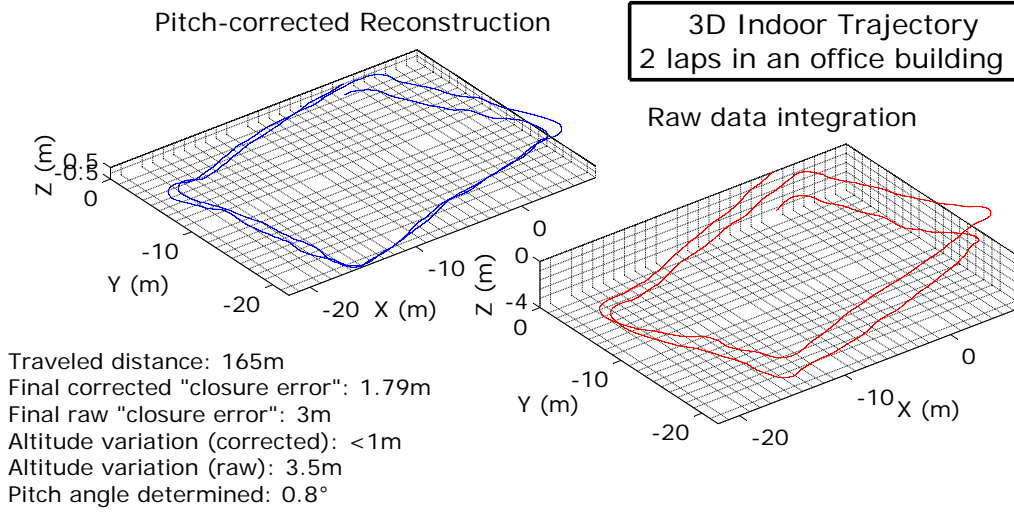 Pitch-corrected Reconstruction
3D Indoor Trajectory
2 laps in an office building
Raw data integration
Z (m)
0.5
-0.5
0
-10
-20
Y (m)
-20
X (m)
-10
0
Z (m)
0
-4
0
-10
-20
Y (m)
-20
-10
X (m)
0
Traveled distance: 165m
Final corrected "closure error": 1.79m
Final raw "closure error": 3m
Altitude variation (corrected): <1m
Altitude variation (raw): 3.5m
Pitch angle determined: 0.8°